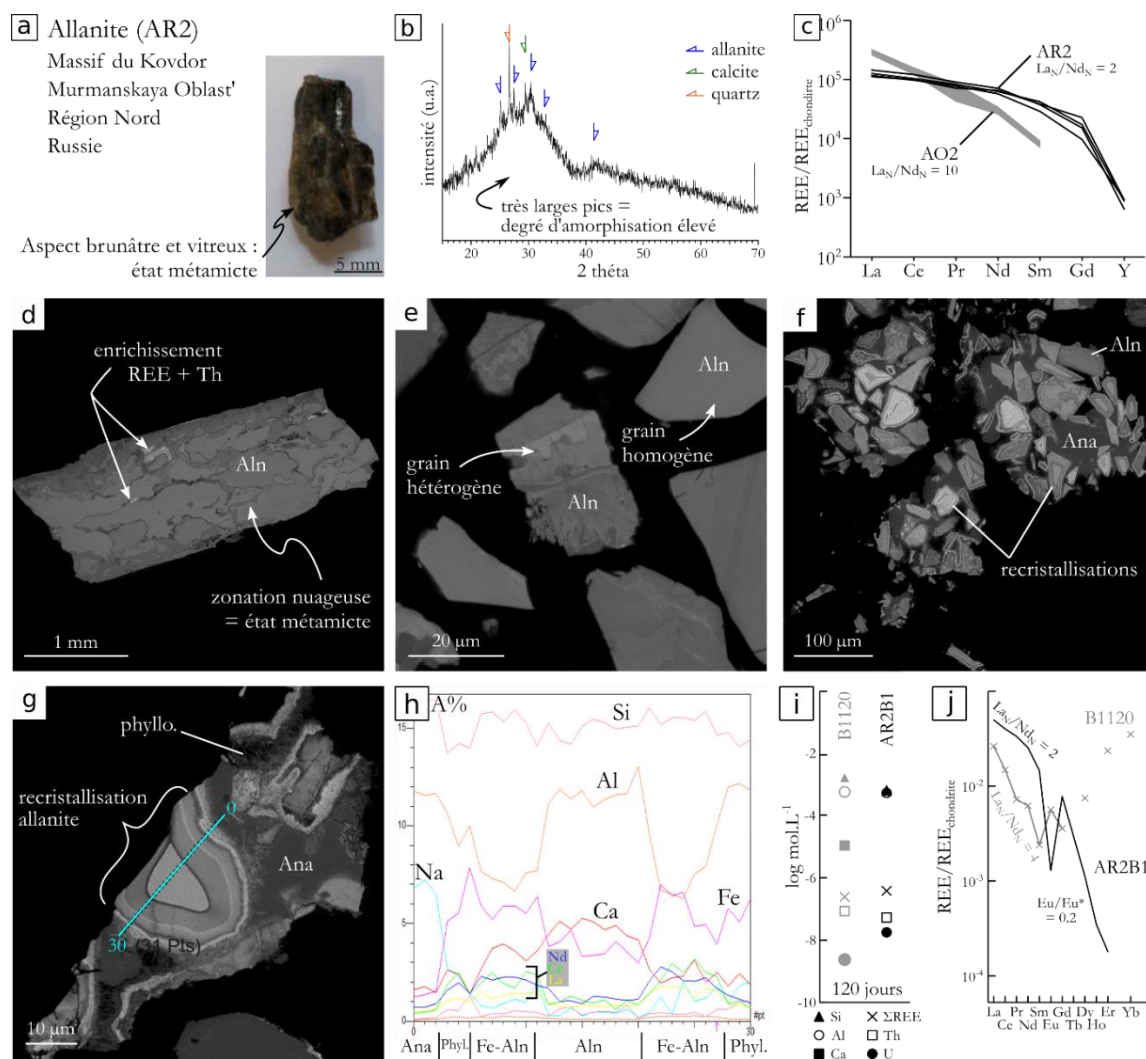 a
Allanite (AR2)
Massif du Kovdor
Murmanskaya Oblast'
Région Nord
Russie
Aspect brunâtre et vitreux :
état métamicte
5 mm
b
intensité (u.a.)
allanite
calcite
quartz
très larges pics =
degré d'amorphisation élevé
20 30 40 50 60 70
2 théta
c
REE/REEchondirte
10⁶
10⁵
10⁴
10³
10²
AR2
LaN/NdN = 2
AO2
LaN/NdN = 10
La Ce Pr Nd Sm Gd Y
d
enrichissement
REE + Th
Aln
zonation nuageuse
= état métamicte
1 mm
e
Aln
grain
homogène
grain
hétérogène
Aln
20 µm
f
Aln
Ana
recristallisations
100 µm
g
phyllo.
recristallisation
allanite
0
Ana
30 (31 Pts)
10 µm
h
A%
Si
Al
Na
Ca
Fe
Nd
Ce
La
15
10
5
0
#pt
30
Ana Phyl. Fe-Aln Aln Fe-Aln Phyl.
i
B1120
AR2B1
log mol.L⁻¹
-2
-4
-6
-8
-10
120 jours
Si ΣREE
Al Th
Ca U
j
REE/REEchondrite
LaN/NdN = 2
B1120
LaN/NdN = 4
AR2B1
Eu/Eu*
= 0.2
10⁻²
10⁻³
10⁻⁴
La Pr Sm Gd Dy Er Yb
Ce Nd Eu Tb Ho